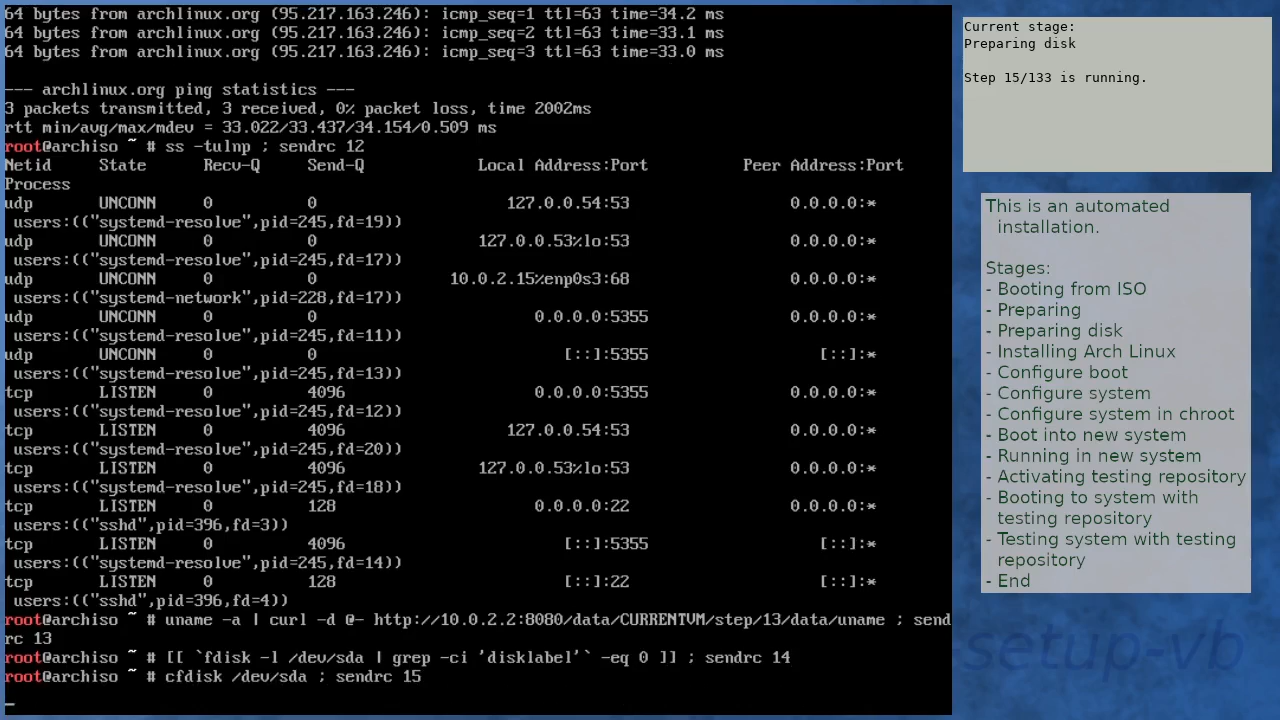 64 bytes from archlinux.org (95.217.163.246): icmp_seq=1 ttl=63 time=34.2 ms
64 bytes from archlinux.org (95.217.163.246): icmp_seq=2 ttl=63 time=33.1 ms
64 bytes from archlinux.org (95.217.163.246): icmp_seq=3 ttl=63 time=33.0 ms
--- archlinux.org ping statistics ---
3 packets transmitted, 3 received, 0% packet loss, time 2002ms
rtt min/avg/max/mdev = 33.022/33.437/34.154/0.509 ms
root@archiso ~ # ss -tulnp ; sendrc 12
Netid State Recv-Q Send-Q Local Address:Port Peer Address:Port
Process
udp UNCONN 0 0 127.0.0.54:53 0.0.0.0:*
users:(("systemd-resolve",pid=245,fd=19))
udp UNCONN 0 0 127.0.0.53%lo:53 0.0.0.0:*
users:(("systemd-resolve",pid=245,fd=17))
udp UNCONN 0 0 10.0.2.15%enp0s3:68 0.0.0.0:*
users:(("systemd-network",pid=228,fd=17))
udp UNCONN 0 0 0.0.0.0:5355 0.0.0.0:*
users:(("systemd-resolve",pid=245,fd=11))
udp UNCONN 0 0 [::]:5355 [::]:*
users:(("systemd-resolve",pid=245,fd=13))
tcp LISTEN 0 4096 0.0.0.0:5355 0.0.0.0:*
users:(("systemd-resolve",pid=245,fd=12))
tcp LISTEN 0 4096 127.0.0.54:53 0.0.0.0:*
users:(("systemd-resolve",pid=245,fd=20))
tcp LISTEN 0 4096 127.0.0.53%lo:53 0.0.0.0:*
users:(("systemd-resolve",pid=245,fd=18))
tcp LISTEN 0 128 0.0.0.0:22 0.0.0.0:*
users:(("sshd",pid=396,fd=3))
tcp LISTEN 0 4096 [::]:5355 [::]:*
users:(("systemd-resolve",pid=245,fd=14))
tcp LISTEN 0 128 [::]:22 [::]:*
users:(("sshd",pid=396,fd=4))
root@archiso ~ # uname -a | curl -d @- http://10.0.2.2:8080/data/CURRENTVM/step/13/data/uname ; send
rc 13
root@archiso ~ # [[ `fdisk -l /dev/sda | grep -ci 'disklabel'` -eq 0 ]] ; sendrc 14
root@archiso ~ # cfdisk /dev/sda ; sendrc 15
Current stage:
Preparing disk
Step 15/133 is running.
This is an automated
installation.
Stages:
- Booting from ISO
- Preparing
- Preparing disk
- Installing Arch Linux
- Configure boot
- Configure system
- Configure system in chroot
- Boot into new system
- Running in new system
- Activating testing repository
- Booting to system with
testing repository
- Testing system with testing
repository
- End
setup-vb